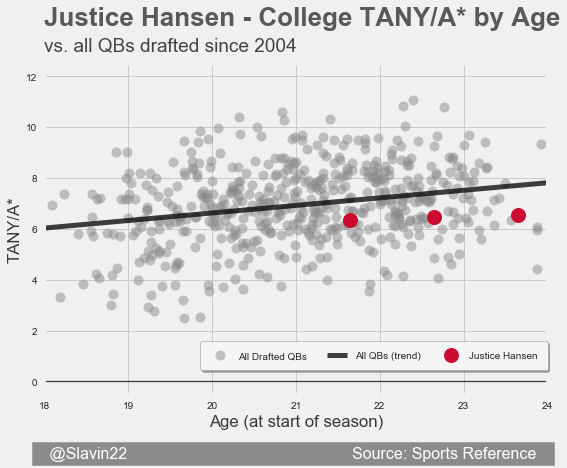 Justice Hansen - College TANY/A* by Age
vs. all QBs drafted since 2004
12
10
8
6
4
2
0
TANY/A*
All Drafted QBs All QBs (trend) Justice Hansen
18 19 20 21 22 23 24
Age (at start of season)
@Slavin22 Source: Sports Reference